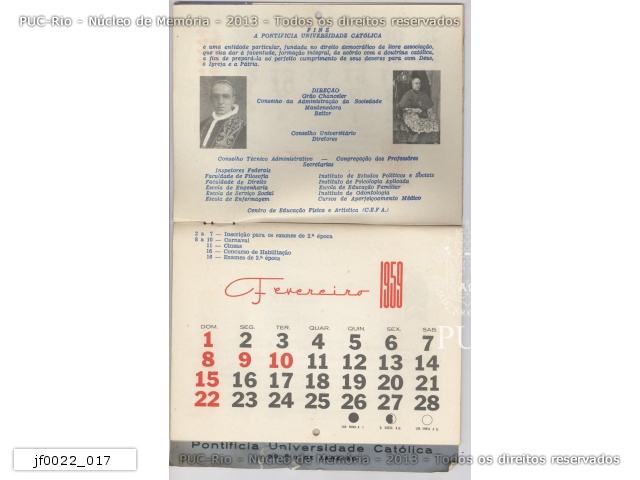 PUC-Rio - Núcleo de Memória - 2013 - Todos os direitos reservados
F I N S
A PONTIFICIA UNIVERSIDADE CATÓLICA
e uma entidade particular, fundada no direito democrático de livre associação,
que visa dar à juventude, formação integral, de acôrdo com a doutrina católica,
a fim de prepará-la ao perfeito cumprimento de seus deveres para com Deus,
a Igreja e a Pátria.
DIREÇÃO
Grão Chanceler
Conselho da Administração da Sociedade
Mantenedora
Reitor
Conselho Universitário
Diretores
Conselho Técnico Administrativo — Congregação dos Professôres
Secretarias
Inspetores Federais
Faculdade de Filosofia
Faculdade de Direito
Escola de Engenharia
Escola de Serviço Social
Escola de Enfermagem
Instituto de Estudos Políticos e Sociais
Instituto de Psicologia Aplicada
Escola de Educação Familiar
Instituto de Odontologia
Cursos de Aperfeiçoamento Médico
Centro de Educação Física e Artística (C.E.F.A.)
2 a 7 — Inscrição para os exames de 2.ª época
8 a 10 — Carnaval
11 — Cinzas
16 — Concurso de Habilitação
16 — Exames de 2.ª época
Fevereiro 1959
DOM. SEG. TER. QUAR. QUIN. SEX. SAB.
1 2 3 4 5 6 7
8 9 10 11 12 13 14
15 16 17 18 19 20 21
22 23 24 25 26 27 28
Pontifícia Universidade Católica
PUC-Rio - Núcleo de Memória - 2013 - Todos os direitos reservados
jf0022_017